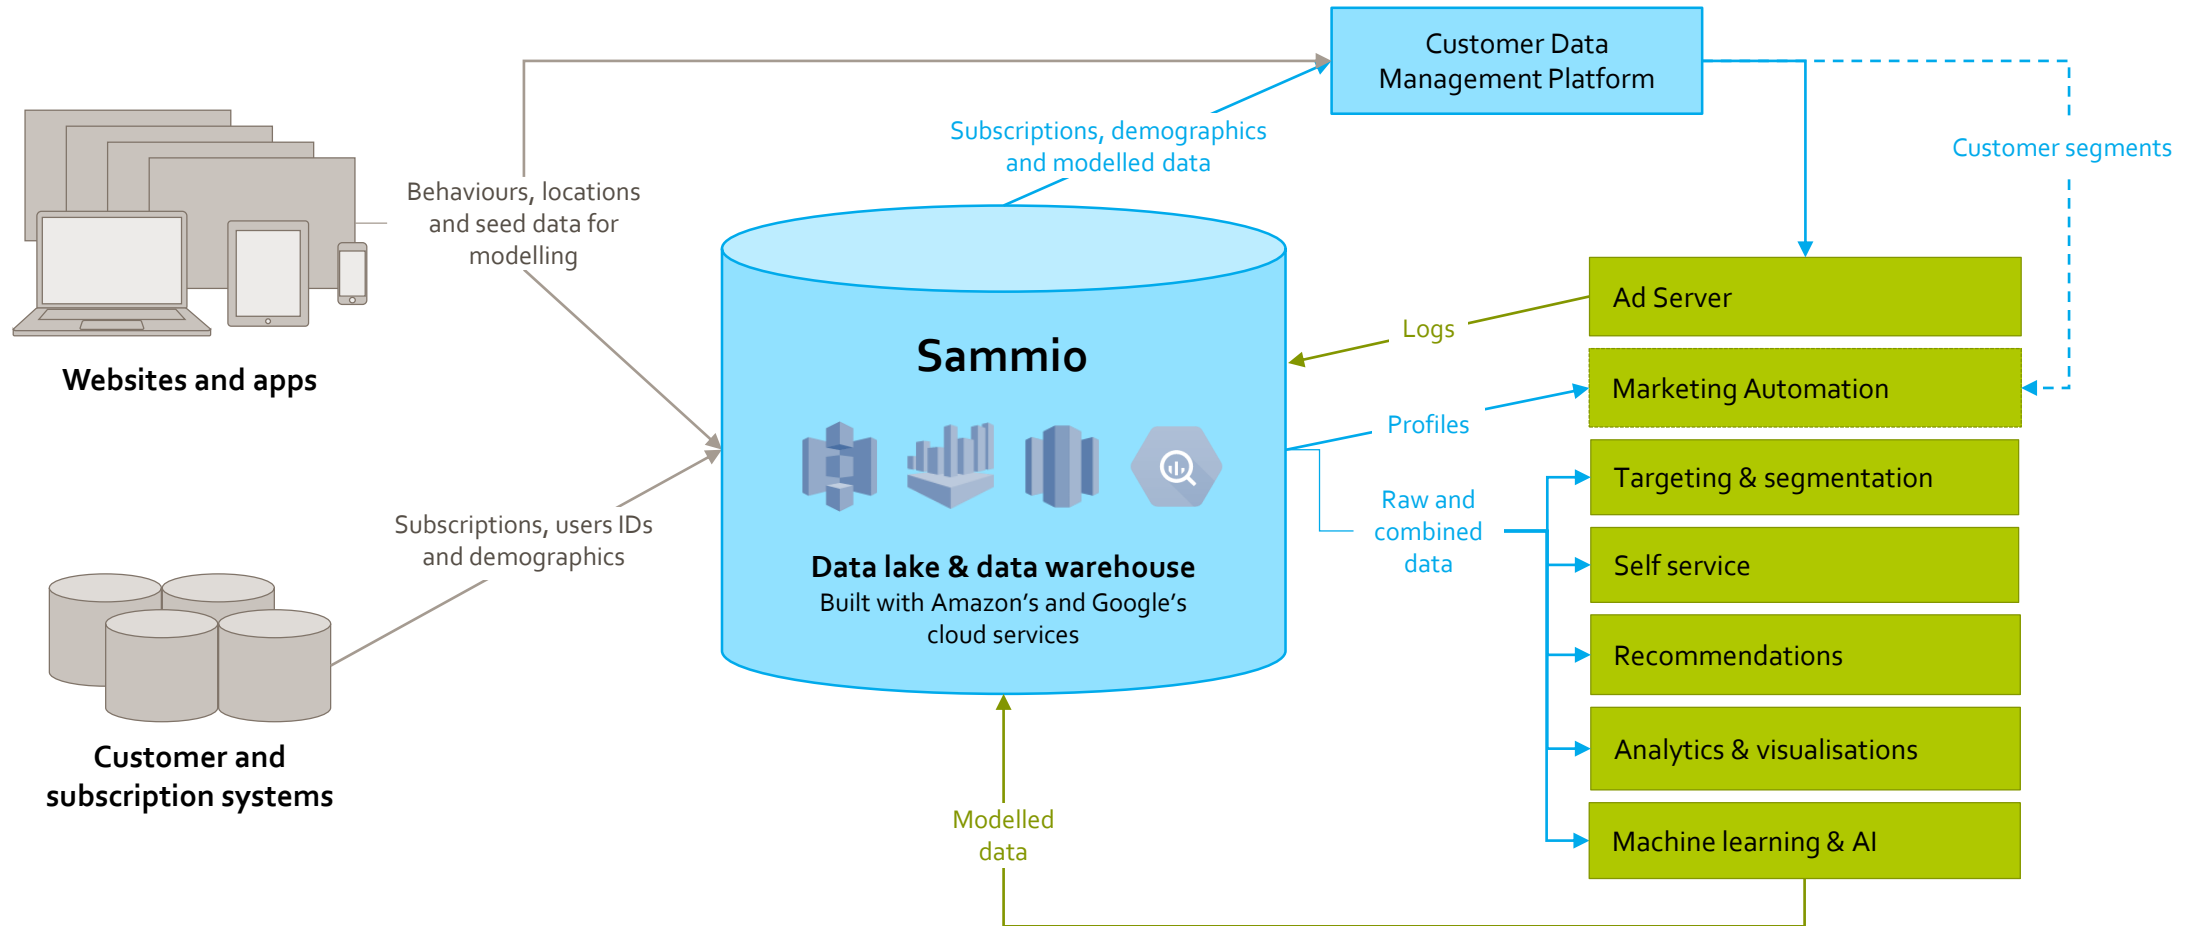 Customer Data
Management Platform
Subscriptions, demographics
and modelled data
Customer segments
Behaviours, locations
and seed data for
modelling
Websites and apps
Ad Server
Logs
Sammio
Marketing Automation
Profiles
Targeting & segmentation
Raw and
combined
data
Subscriptions, users IDs
and demographics
Data lake & data warehouse
Built with Amazon's and Google's
cloud services
Self service
Recommendations
Customer and
subscription systems
Analytics & visualisations
Modelled
data
Machine learning & AI